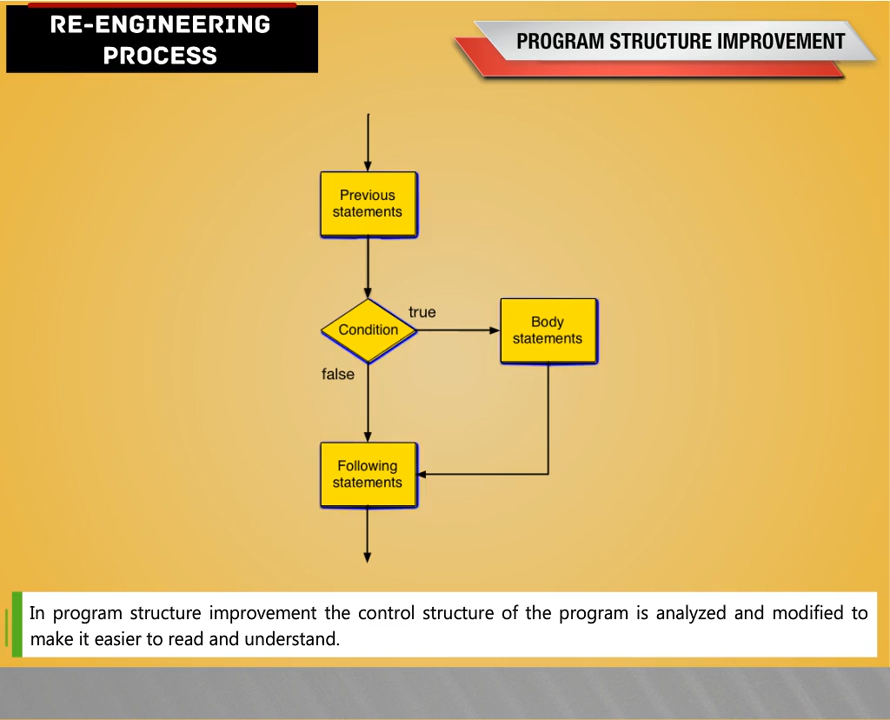 RE-ENGINEERING
PROCESS
PROGRAM STRUCTURE IMPROVEMENT
Previous
statements
true
Condition
Body
statements
false
Following
statements
In program structure improvement the control structure of the program is analyzed and modified to
make it easier to read and understand.